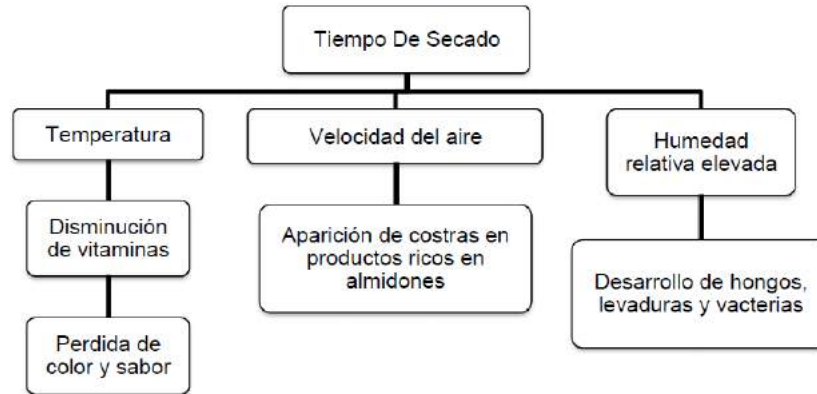 Tiempo De Secado
Temperatura
Velocidad del aire
Humedad
relativa elevada
Disminución
de vitaminas
Aparición de costras en
productos ricos en
almidones
Desarrollo de hongos,
levaduras y vacterias
Perdida de
color y sabor